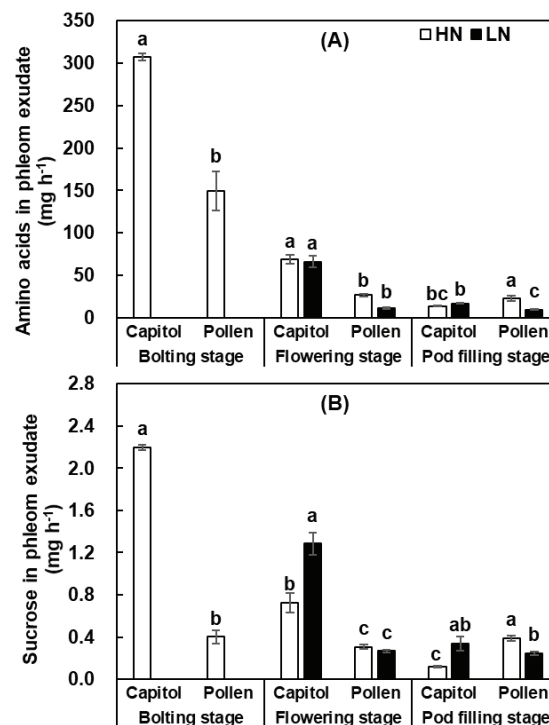 (A)
HN LN
Amino acids in phleom exudate
(mg h-1)
350
300
250
200
150
100
50
0
a
b
a a
b b
bc b
a c
Capitol Pollen Capitol Pollen Capitol Pollen
Bolting stage Flowering stage Pod filling stage
(B)
Sucrose in phleom exudate
(mg h-1)
2.8
2.4
2.0
1.6
1.2
0.8
0.4
0.0
a
b
b a
c c
c ab
a b
Capitol Pollen Capitol Pollen Capitol Pollen
Bolting stage Flowering stage Pod filling stage